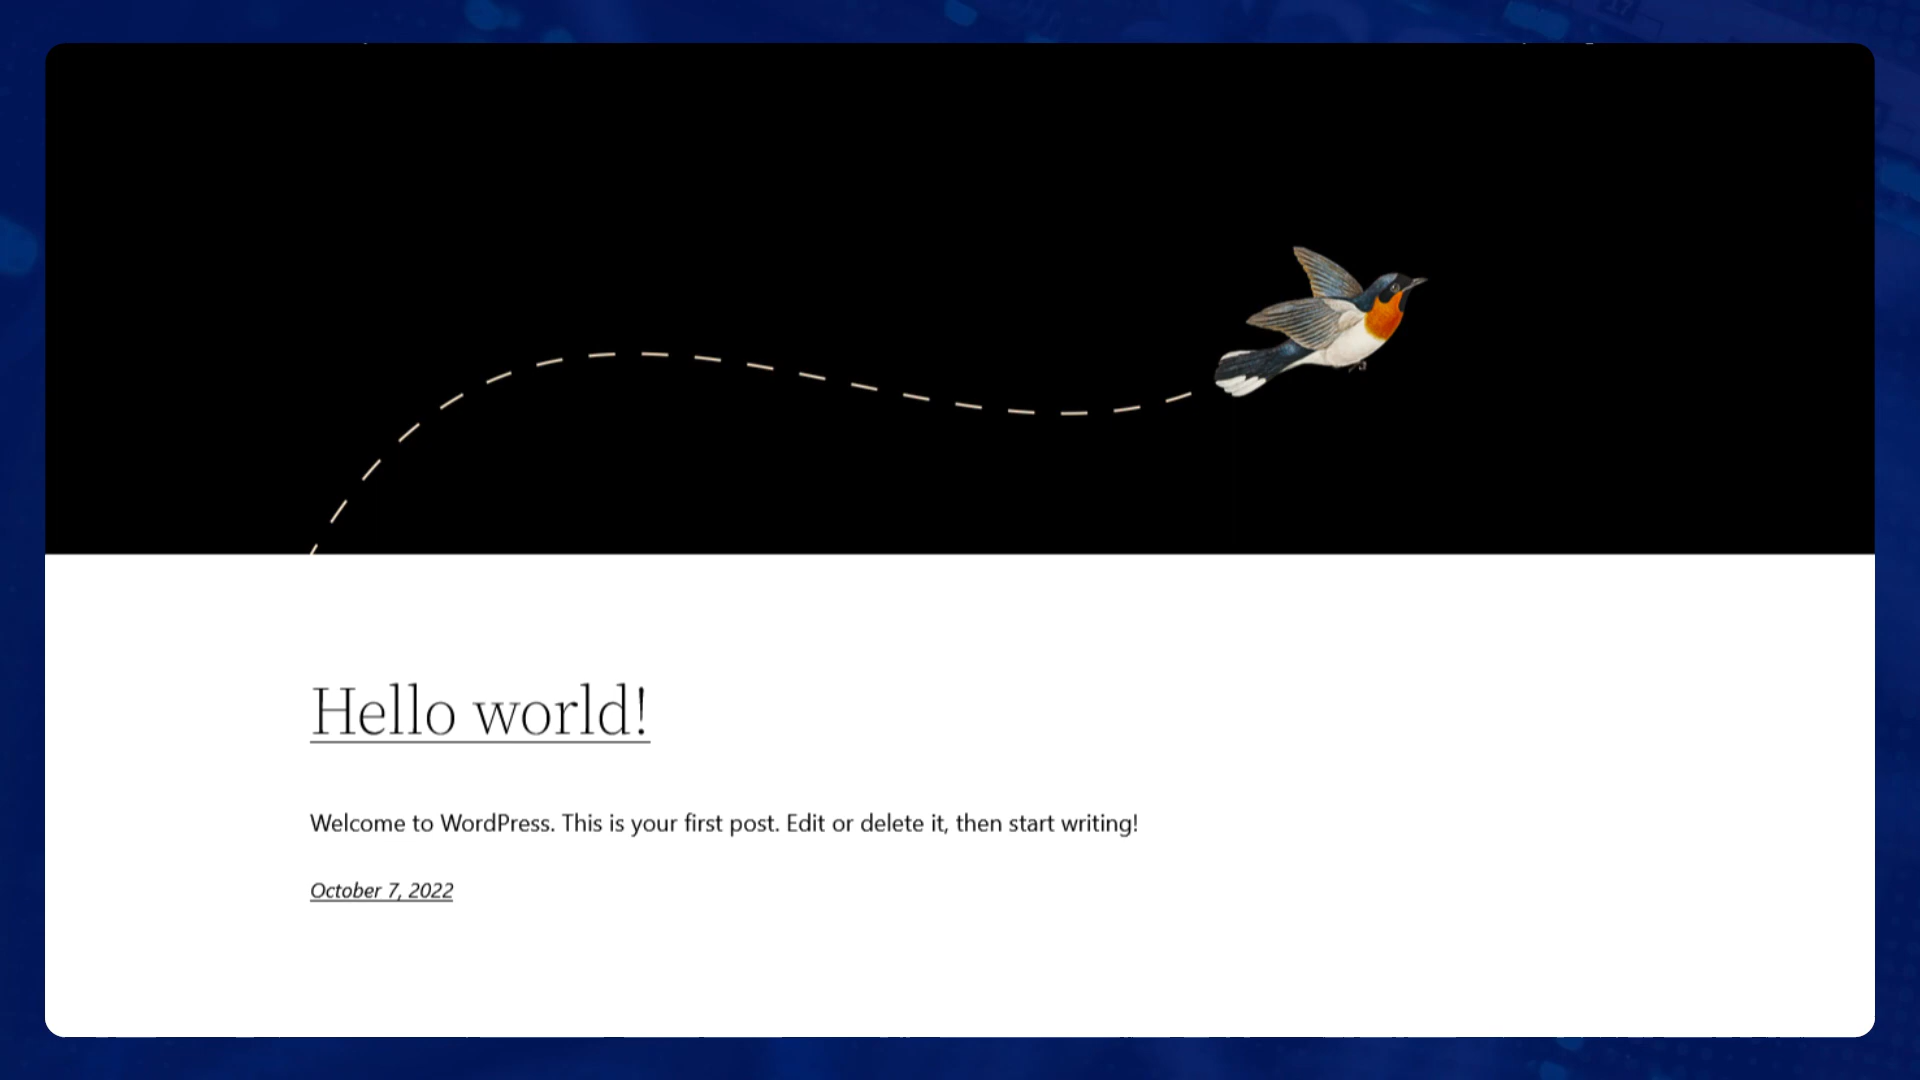 Hello world!
Welcome to WordPress. This is your first post. Edit or delete it, then start writing!
October 7, 2022